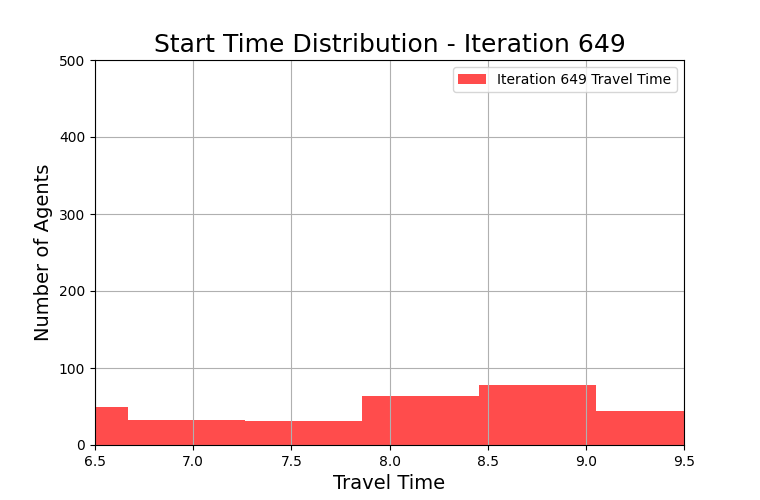 Start Time Distribution - Iteration 649
Iteration 649 Travel Time
Number of Agents
500
400
300
200
100
0
6.5 7.0 7.5 8.0 8.5 9.0 9.5
Travel Time